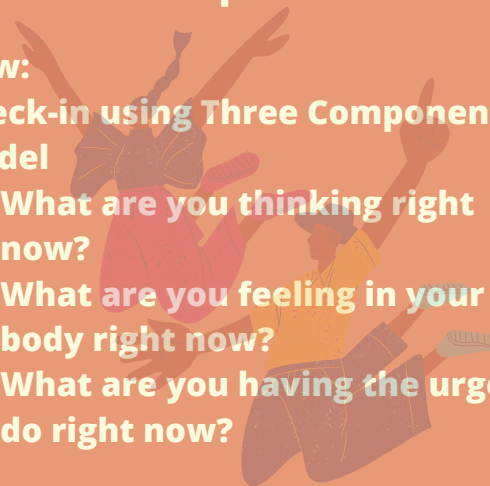 w:
eck-in using Three Componen
del
What are you thinking right
now?
What are you feeling in your
body right now?
What are you having the urg
do right now?